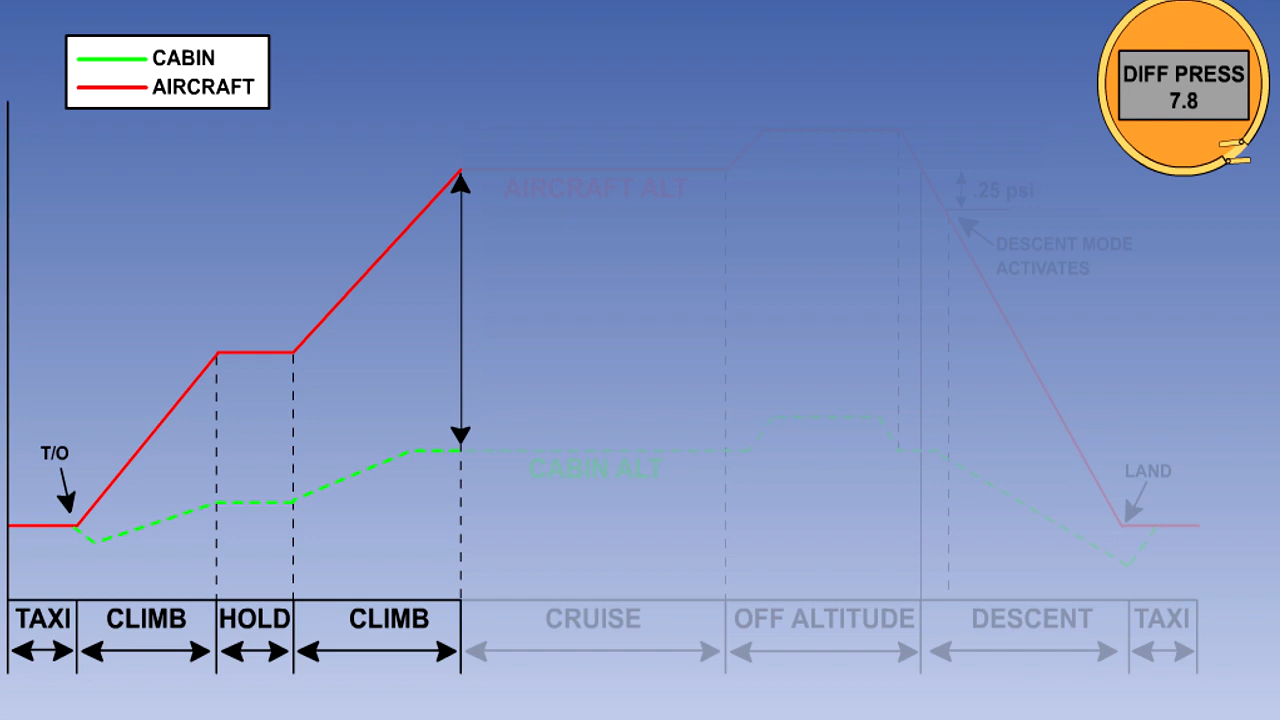 CABIN
AIRCRAFT
DIFF PRESS
7.8
AIRCRAFT ALT
.25 psi
DESCENT MODE
ACTIVATES
T/O
CABIN ALT
LAND
TAXI CLIMB HOLD CLIMB CRUISE OFF ALTITUDE DESCENT TAXI